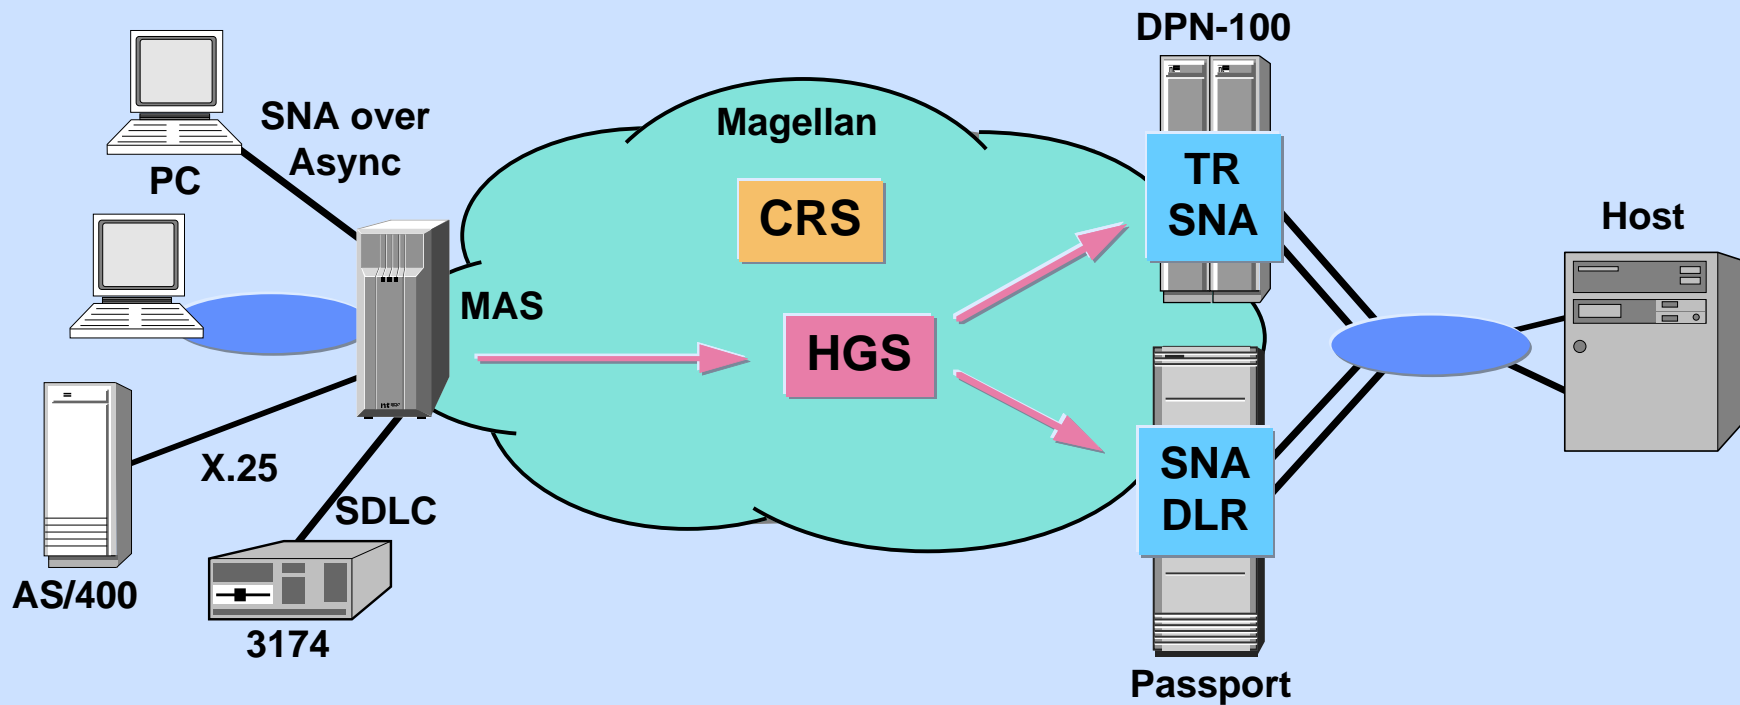 DPN-100
SNA over
Async
PC
Magellan
TR
SNA
CRS
Host
MAS
HGS
X.25
SNA
DLR
SDLC
AS/400
3174
Passport